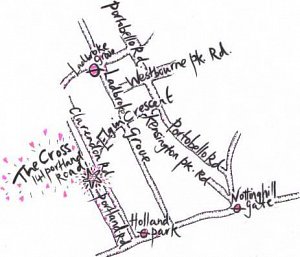 Portobello Rd.
Ladbroke
Grove
Westbourne pk. Rd.
Ladbroke
Grove
Elgin Crescent
Kensington pk. Rd
Portobello Rd
Clarendon Rd
The Cross
141 portland
Road
portland Rd
Holland
park
Nottinghill
gate